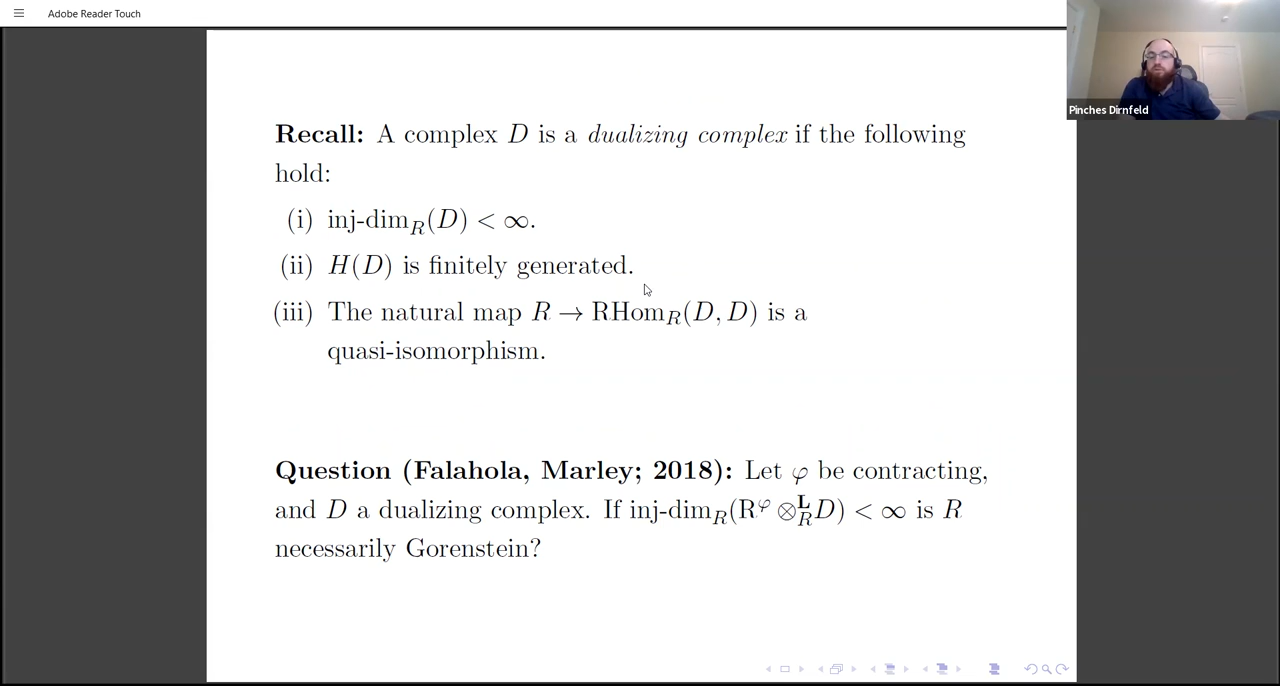 Adobe Reader Touch
Pinches Dirnfeld
Recall: A complex D is a dualizing complex if the following
hold:
(i) inj-dim_R(D) < ∞.
(ii) H(D) is finitely generated.
(iii) The natural map R → RHom_R(D, D) is a
quasi-isomorphism.
Question (Falahola, Marley; 2018): Let φ be contracting,
and D a dualizing complex. If inj-dim_R(R^φ ⊗^L_R D) < ∞ is R
necessarily Gorenstein?